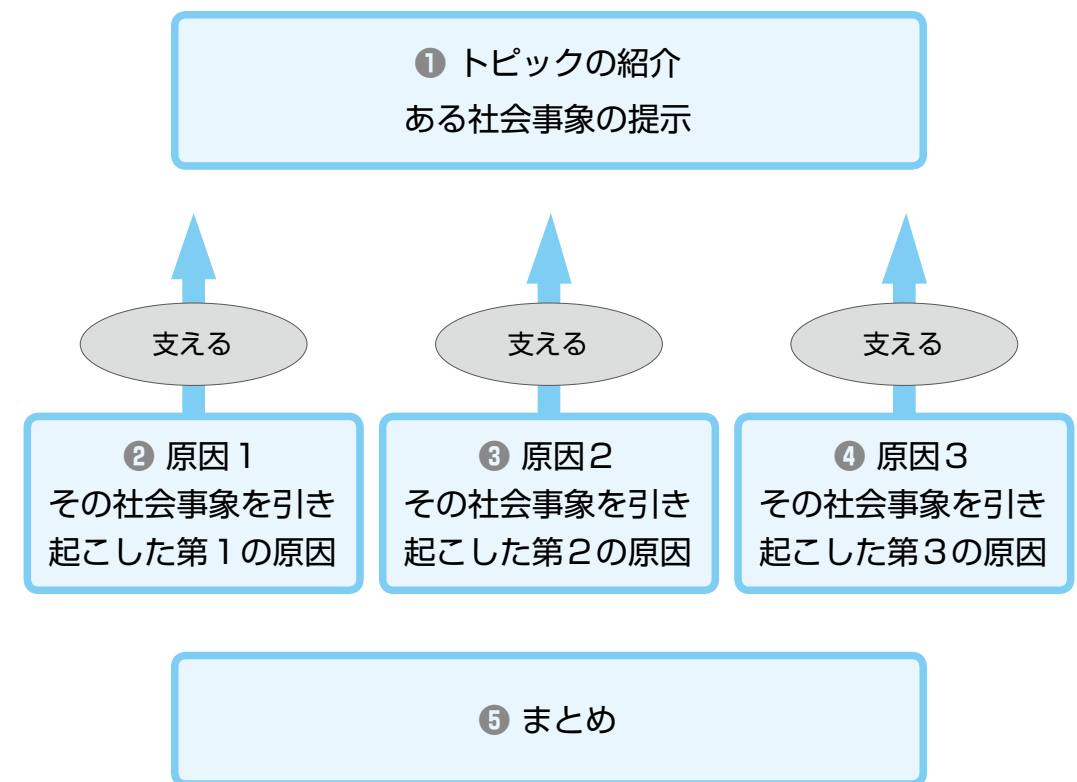 ❶ トピックの紹介
ある社会事象の提示
支える
支える
支える
❷ 原因1
その社会事象を引き
起こした第1の原因
❸ 原因2
その社会事象を引き
起こした第2の原因
❹ 原因3
その社会事象を引き
起こした第3の原因
❺ まとめ